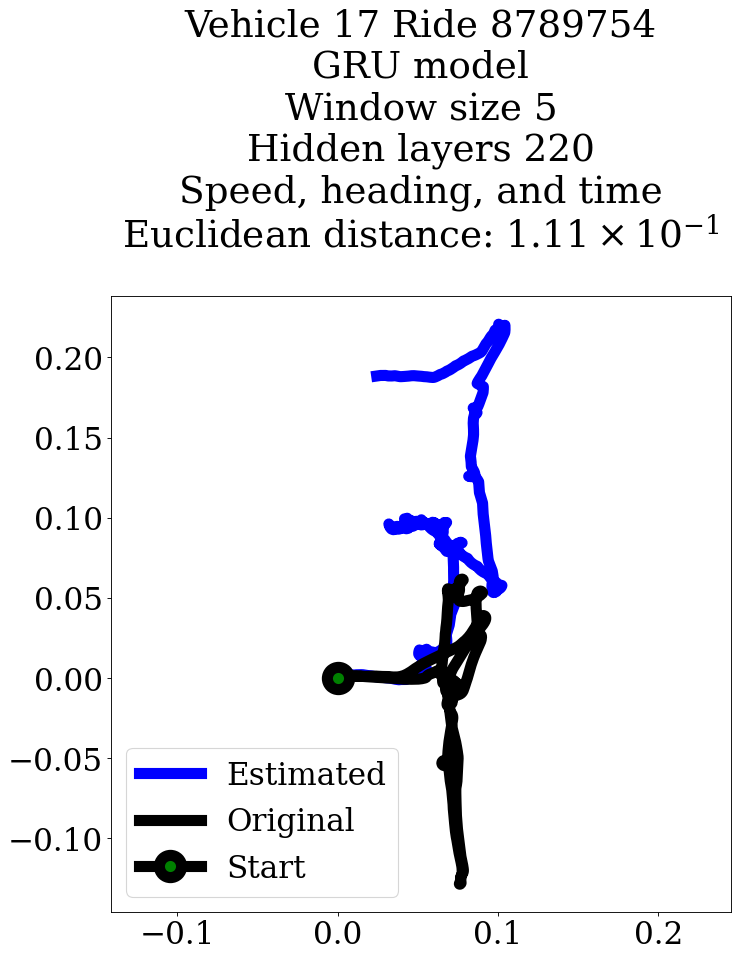 Vehicle 17 Ride 8789754
GRU model
Window size 5
Hidden layers 220
Speed, heading, and time
Euclidean distance: 1.11 × 10⁻¹
0.20
0.15
0.10
0.05
0.00
−0.05
−0.10
Estimated
Original
Start
−0.1 0.0 0.1 0.2